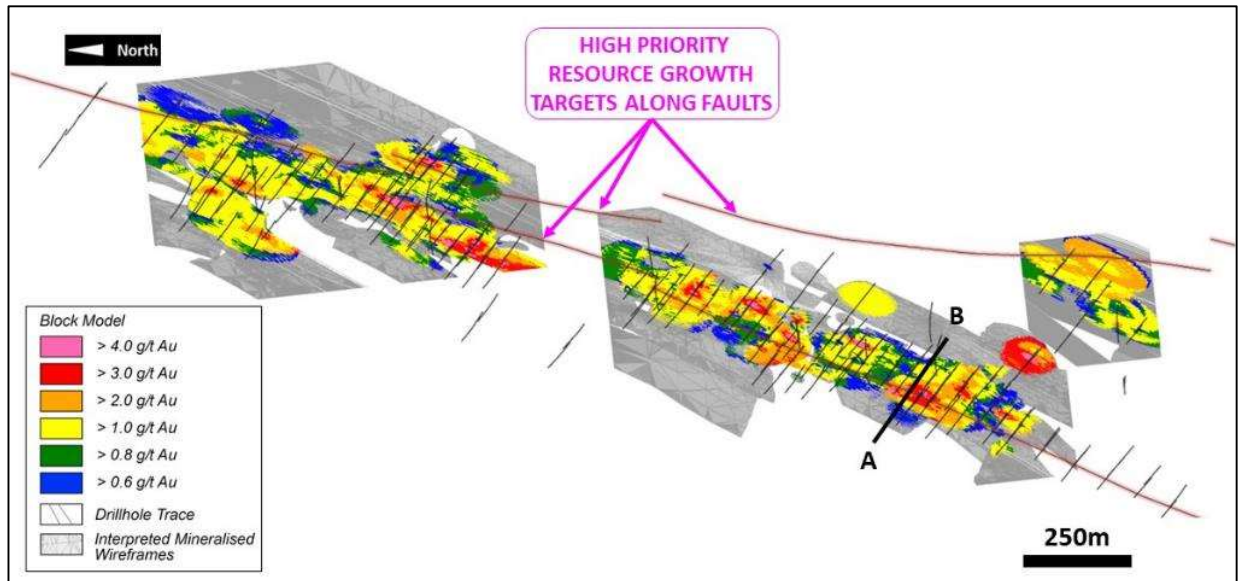 North
HIGH PRIORITY
RESOURCE GROWTH
TARGETS ALONG FAULTS
B
A
250m
Block Model
> 4.0 g/t Au
> 3.0 g/t Au
> 2.0 g/t Au
> 1.0 g/t Au
> 0.8 g/t Au
> 0.6 g/t Au
Drillhole Trace
Interpreted Mineralised
Wireframes